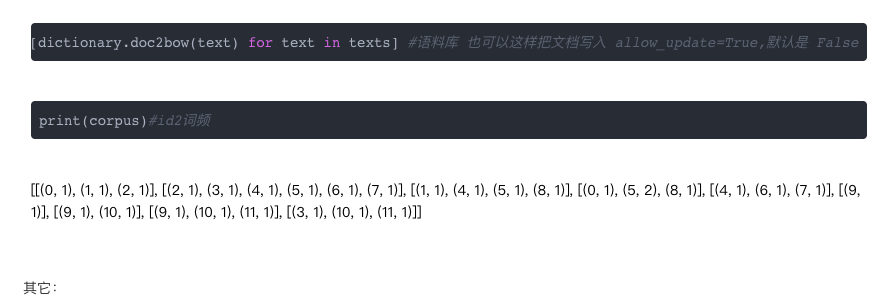 [dictionary.doc2bow(text) for text in texts] #语料库 也可以这样把文档写入 allow_update=True,默认是 False
print(corpus)#id2词频
[[(0, 1), (1, 1), (2, 1)], [(2, 1), (3, 1), (4, 1), (5, 1), (6, 1), (7, 1)], [(1, 1), (4, 1), (5, 1), (8, 1)], [(0, 1), (5, 2), (8, 1)], [(4, 1), (6, 1), (7, 1)], [(9,
1)], [(9, 1), (10, 1)], [(9, 1), (10, 1), (11, 1)], [(3, 1), (10, 1), (11, 1)]]
其它：